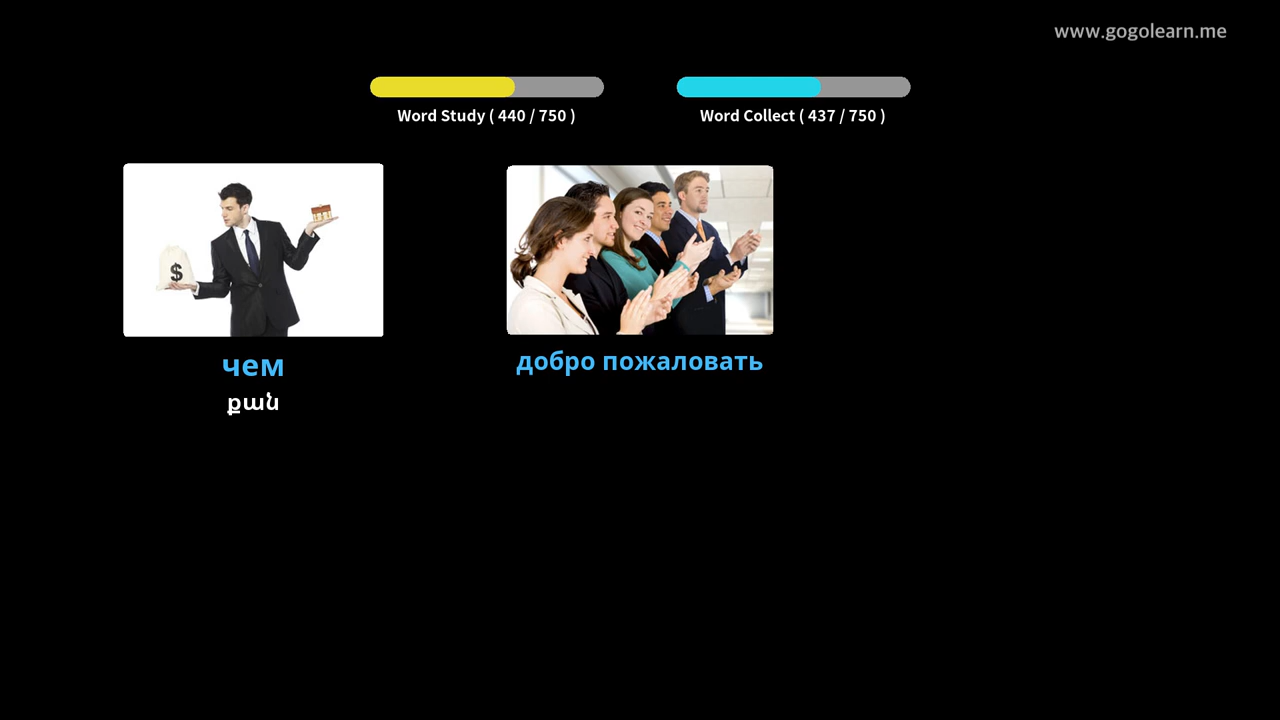 www.gogolearn.me
Word Study ( 440 / 750 )
Word Collect ( 437 / 750 )
$
чем
քան
добро пожаловать